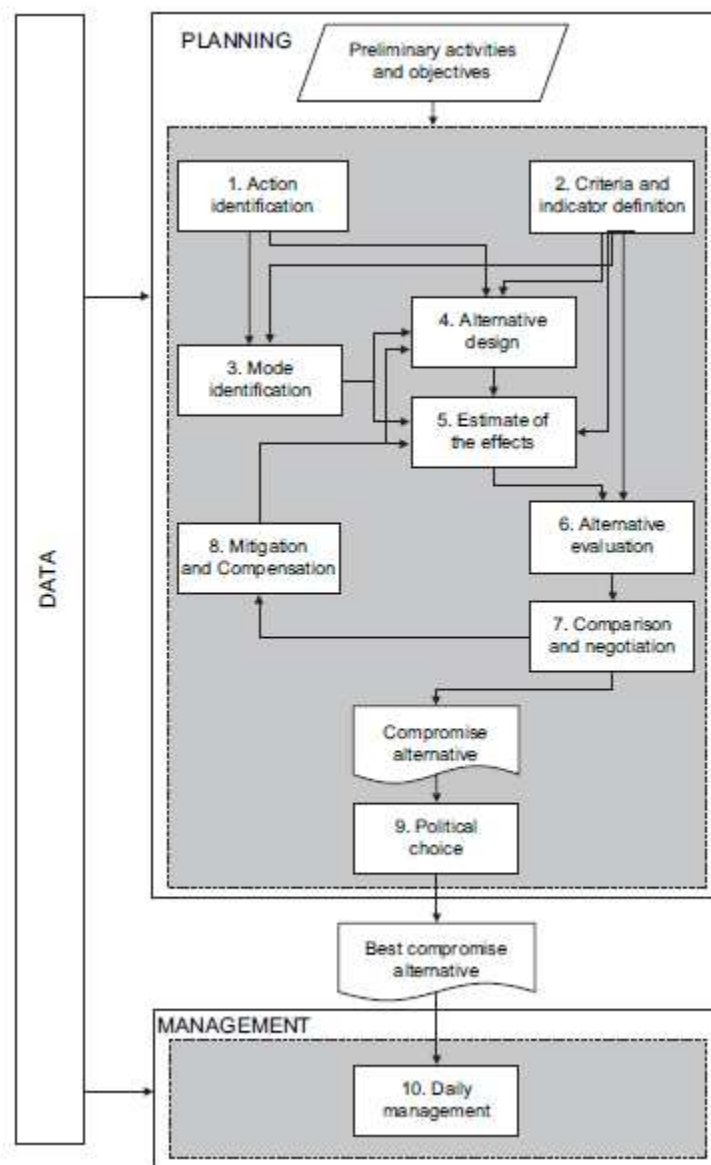 PLANNING
Preliminary activities
and objectives
1. Action
identification
2. Criteria and
indicator definition
4. Alternative
design
3. Mode
identification
5. Estimate of
the effects
6. Alternative
evaluation
8. Mitigation
and Compensation
7. Comparison
and negotiation
DATA
Compromise
alternative
9. Political
choice
Best compromise
alternative
MANAGEMENT
10. Daily
management